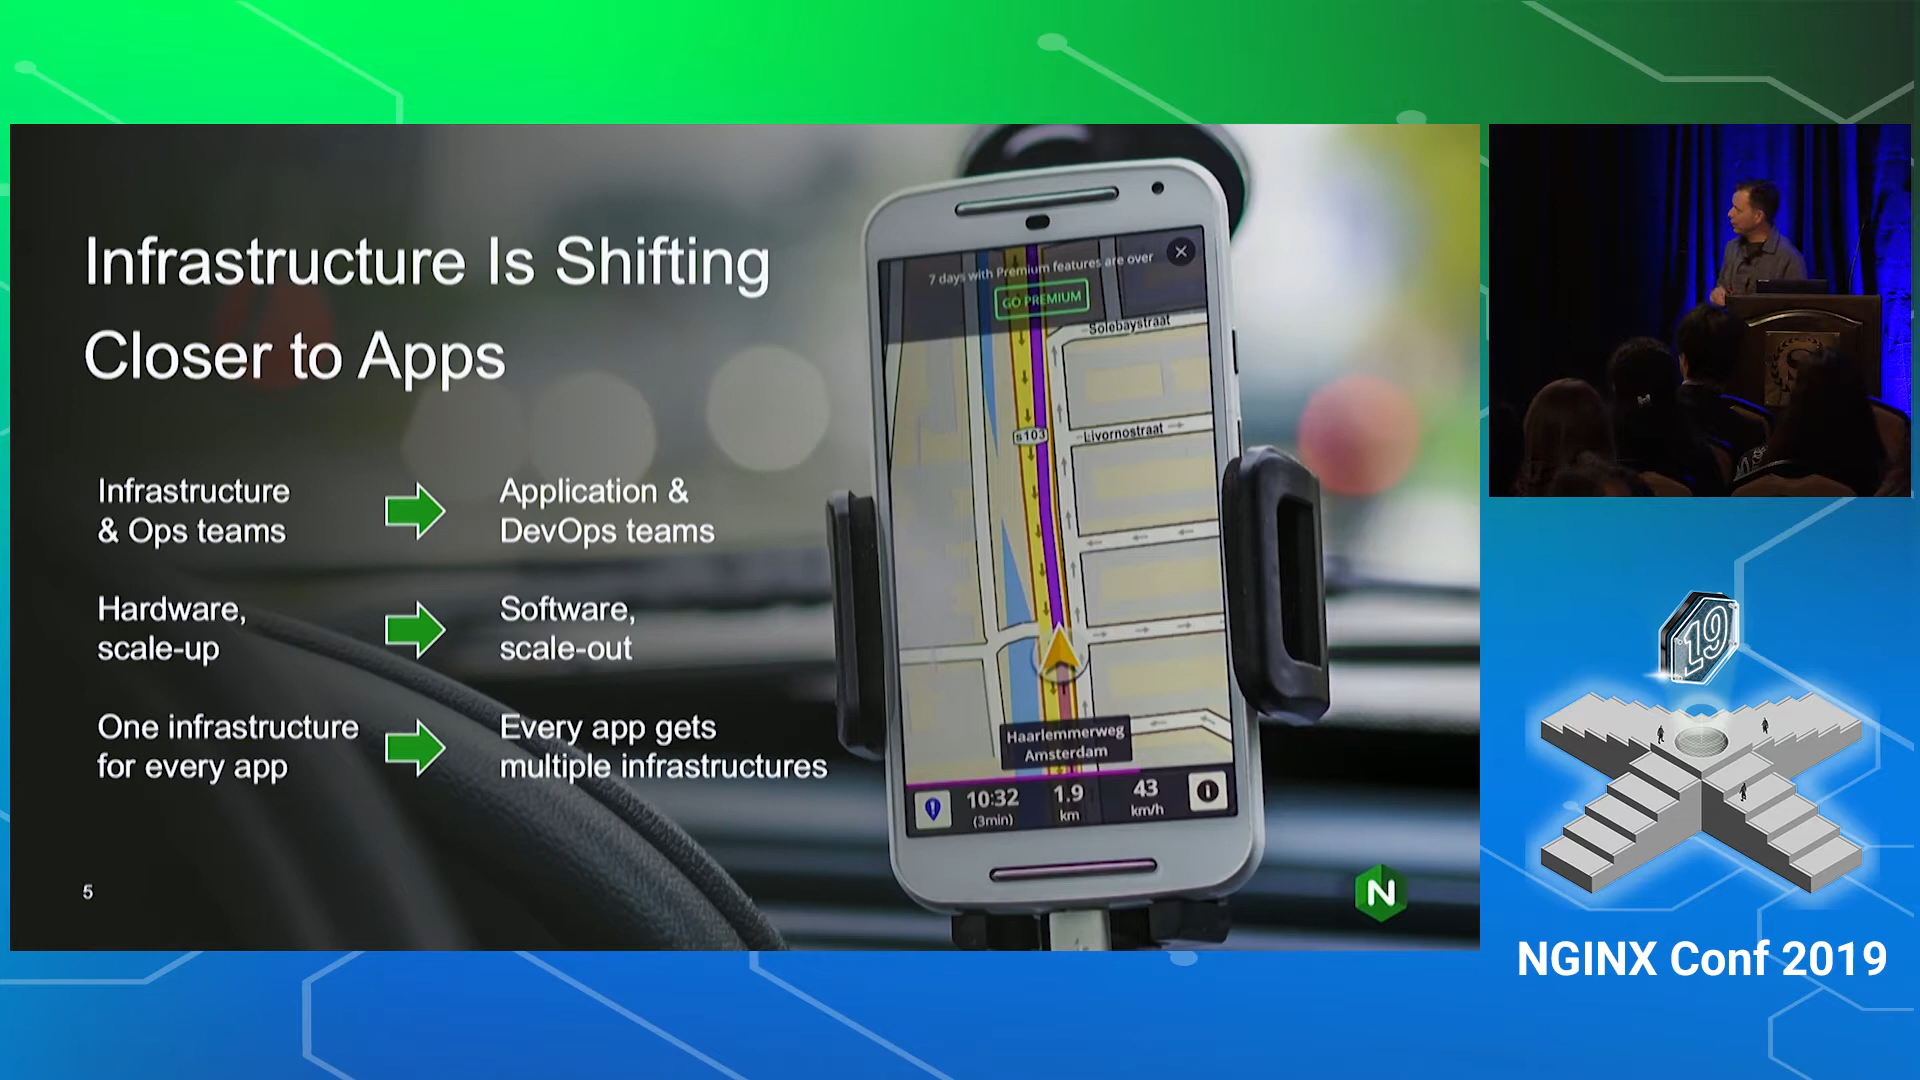 Infrastructure Is Shifting
Closer to Apps
Infrastructure
& Ops teams
Application &
DevOps teams
Hardware,
scale-up
Software,
scale-out
One infrastructure
for every app
Every app gets
multiple infrastructures
5
7 days with Premium features are over
GO PREMIUM
Solebaystraat
s103
Livornostraat
Haarlemmerweg
Amsterdam
10:32
(3min)
1.9
km
43
km/h
N
19
NGINX Conf 2019